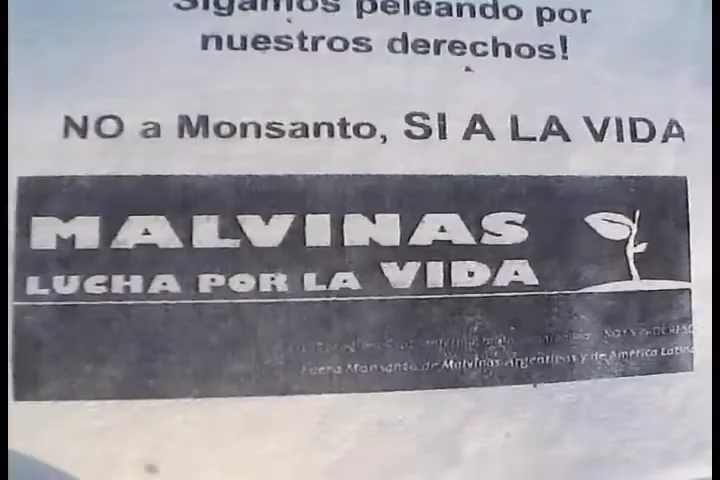 Sigamos peleando por
nuestros derechos!
NO a Monsanto, SI A LA VIDA
MALVINAS
LUCHA POR LA VIDA
Fuera Monsanto de Malvinas Argentinas y de América Latina